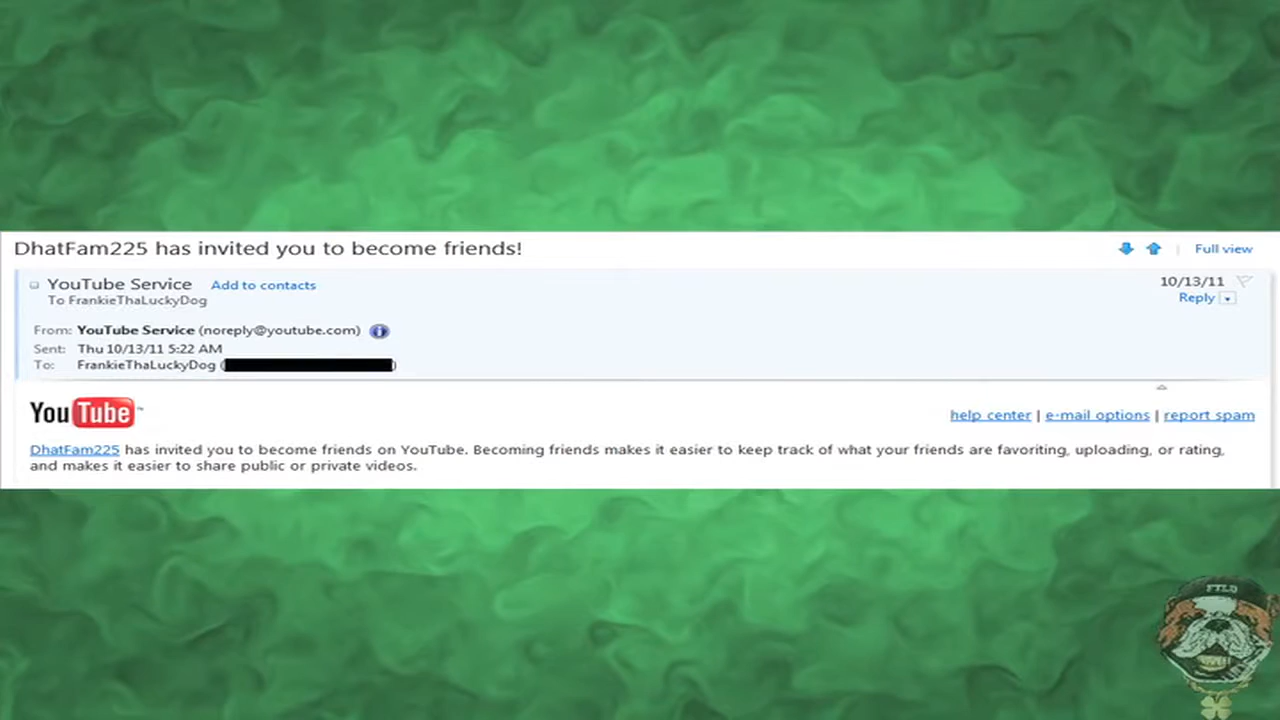 DhatFam225 has invited you to become friends!
Full view
YouTube Service Add to contacts
10/13/11
To FrankieThaLuckyDog
Reply
From: YouTube Service (noreply@youtube.com)
Sent: Thu 10/13/11 5:22 AM
To: FrankieThaLuckyDog ( )
YouTube™
help center | e-mail options | report spam
DhatFam225 has invited you to become friends on YouTube. Becoming friends makes it easier to keep track of what your friends are favoriting, uploading, or rating,
and makes it easier to share public or private videos.
FTLD